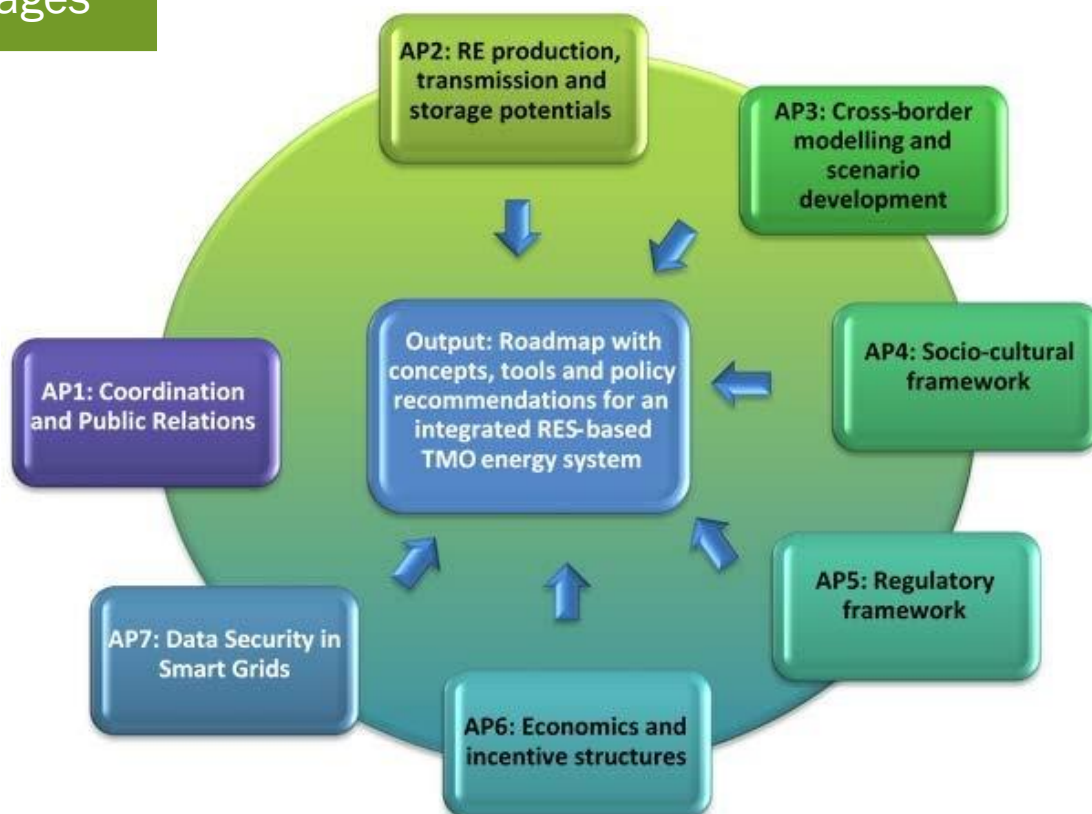 AP2: RE production,
transmission and
storage potentials
AP3: Cross-border
modelling and
scenario
development
Output: Roadmap with
concepts, tools and policy
recommendations for an
integrated RES-based
TMO energy system
AP4: Socio-cultural
framework
AP1: Coordination
and Public Relations
AP5: Regulatory
framework
AP7: Data Security in
Smart Grids
AP6: Economics and
incentive structures